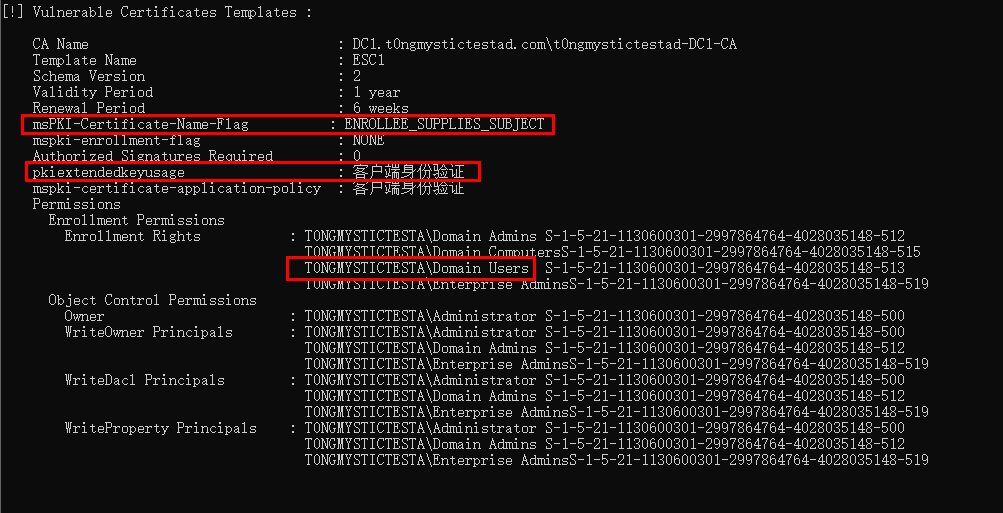 [!] Vulnerable Certificates Templates :
CA Name : DC1.t0ngmystictestad.com\t0ngmystictestad-DC1-CA
Template Name : ESC1
Schema Version : 2
Validity Period : 1 year
Renewal Period : 6 weeks
msPKI-Certificate-Name-Flag : ENROLLEE_SUPPLIES_SUBJECT
mspki-enrollment-flag : NONE
Authorized Signatures Required : 0
pkiextendedkeyusage : 客户端身份验证
mspki-certificate-application-policy : 客户端身份验证
Permissions
Enrollment Permissions
Enrollment Rights : T0NGMYSTICTESTA\Domain Admins S-1-5-21-1130600301-2997864764-4028035148-512
T0NGMYSTICTESTA\Domain ComputersS-1-5-21-1130600301-2997864764-4028035148-515
T0NGMYSTICTESTA\Domain Users S-1-5-21-1130600301-2997864764-4028035148-513
T0NGMYSTICTESTA\Enterprise AdminsS-1-5-21-1130600301-2997864764-4028035148-519
Object Control Permissions
Owner : T0NGMYSTICTESTA\Administrator S-1-5-21-1130600301-2997864764-4028035148-500
WriteOwner Principals : T0NGMYSTICTESTA\Administrator S-1-5-21-1130600301-2997864764-4028035148-500
T0NGMYSTICTESTA\Domain Admins S-1-5-21-1130600301-2997864764-4028035148-512
T0NGMYSTICTESTA\Enterprise AdminsS-1-5-21-1130600301-2997864764-4028035148-519
WriteDacl Principals : T0NGMYSTICTESTA\Administrator S-1-5-21-1130600301-2997864764-4028035148-500
T0NGMYSTICTESTA\Domain Admins S-1-5-21-1130600301-2997864764-4028035148-512
T0NGMYSTICTESTA\Enterprise AdminsS-1-5-21-1130600301-2997864764-4028035148-519
WriteProperty Principals : T0NGMYSTICTESTA\Administrator S-1-5-21-1130600301-2997864764-4028035148-500
T0NGMYSTICTESTA\Domain Admins S-1-5-21-1130600301-2997864764-4028035148-512
T0NGMYSTICTESTA\Enterprise AdminsS-1-5-21-1130600301-2997864764-4028035148-519